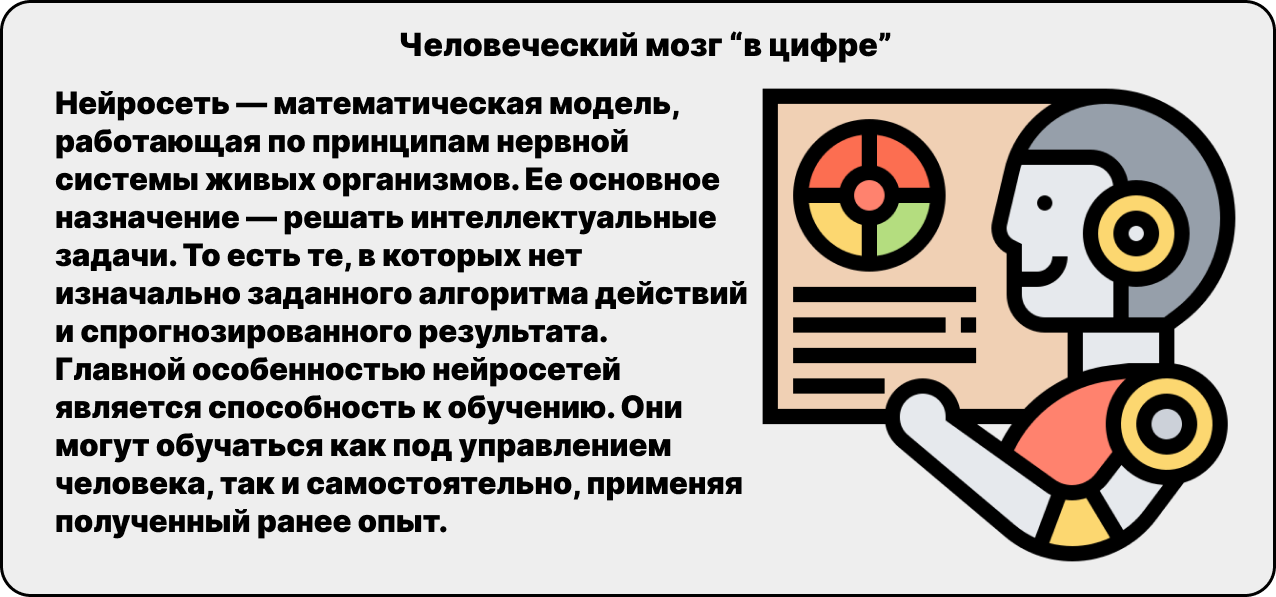 Человеческий мозг “в цифре”
Нейросеть — математическая модель,
работающая по принципам нервной
системы живых организмов. Ее основное
назначение — решать интеллектуальные
задачи. То есть те, в которых нет
изначально заданного алгоритма действий
и спрогнозированного результата.
Главной особенностью нейросетей
является способность к обучению. Они
могут обучаться как под управлением
человека, так и самостоятельно, применяя
полученный ранее опыт.